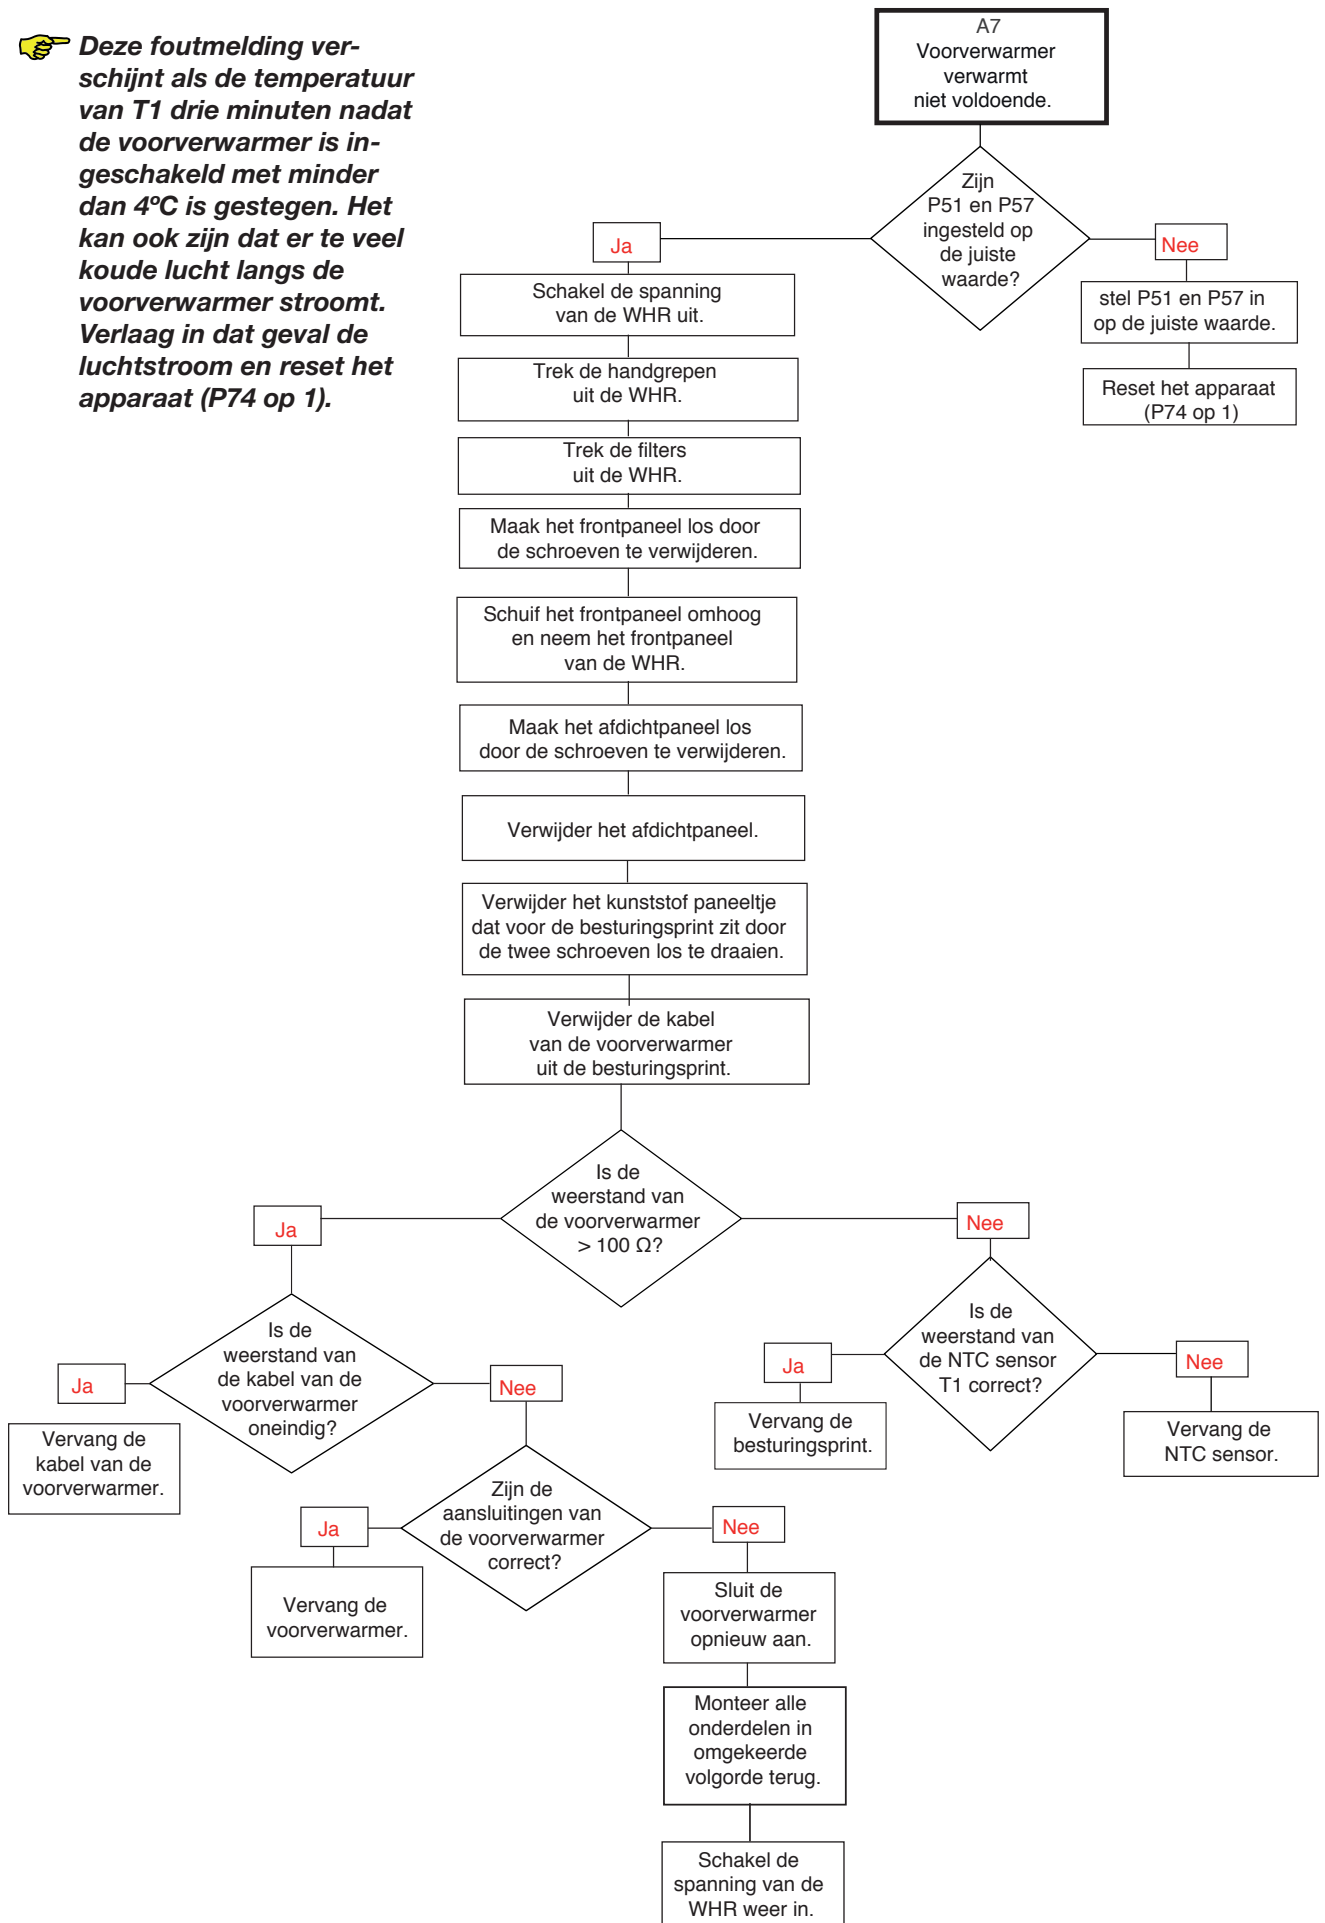 Deze foutmelding ver-
schijnt als de temperatuur
van T1 drie minuten nadat
de voorverwarmer is in-
geschakeld met minder
dan 4ºC is gestegen. Het
kan ook zijn dat er te veel
koude lucht langs de
voorverwarmer stroomt.
Verlaag in dat geval de
luchtstroom en reset het
apparaat (P74 op 1).
A7
Voorverwarmer
verwarmt
niet voldoende.
Zijn
P51 en P57
ingesteld op
de juiste
waarde?
Ja
Nee
Schakel de spanning
van de WHR uit.
stel P51 en P57 in
op de juiste waarde.
Trek de handgrepen
uit de WHR.
Reset het apparaat
(P74 op 1)
Trek de filters
uit de WHR.
Maak het frontpaneel los door
de schroeven te verwijderen.
Schuif het frontpaneel omhoog
en neem het frontpaneel
van de WHR.
Maak het afdichtpaneel los
door de schroeven te verwijderen.
Verwijder het afdichtpaneel.
Verwijder het kunststof paneeltje
dat voor de besturingsprint zit door
de twee schroeven los te draaien.
Verwijder de kabel
van de voorverwarmer
uit de besturingsprint.
Is de
weerstand van
de voorverwarmer
> 100 Ω?
Ja
Nee
Is de
weerstand van
de kabel van de
voorverwarmer
oneindig?
Is de
weerstand van
de NTC sensor
T1 correct?
Ja
Nee
Ja
Nee
Vervang de
kabel van de
voorverwarmer.
Vervang de
besturingsprint.
Vervang de
NTC sensor.
Zijn de
aansluitingen van
de voorverwarmer
correct?
Ja
Nee
Vervang de
voorverwarmer.
Sluit de
voorverwarmer
opnieuw aan.
Monteer alle
onderdelen in
omgekeerde
volgorde terug.
Schakel de
spanning van de
WHR weer in.